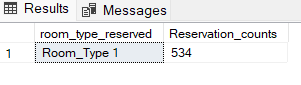 Results Messages
room_type_reserved Reservation_counts
1 Room_Type 1 534